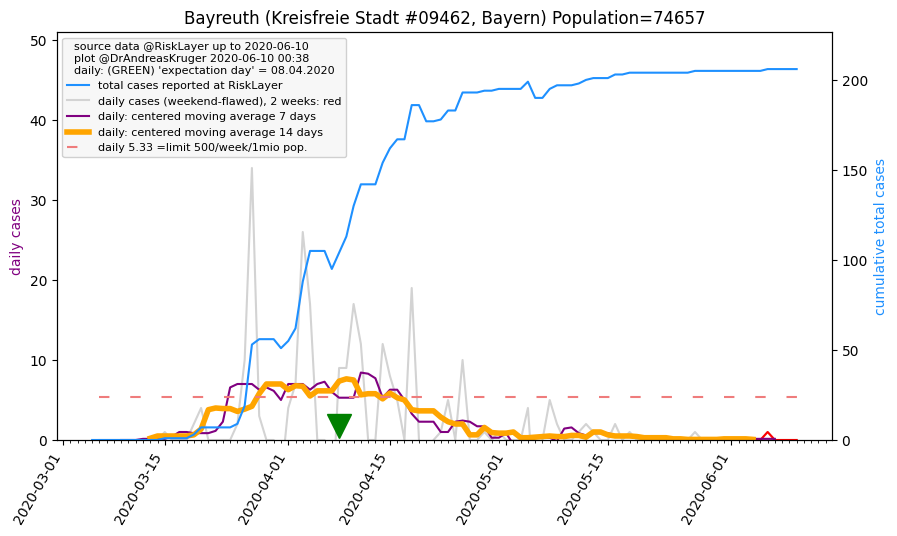 Bayreuth (Kreisfreie Stadt #09462, Bayern) Population=74657
source data @RiskLayer up to 2020-06-10
plot @DrAndreasKruger 2020-06-10 00:38
daily: (GREEN) 'expectation day' = 08.04.2020
total cases reported at RiskLayer
daily cases (weekend-flawed), 2 weeks: red
daily: centered moving average 7 days
daily: centered moving average 14 days
daily 5.33 =limit 500/week/1mio pop.
daily cases
50
40
30
20
10
0
cumulative total cases
200
150
100
50
0
2020-03-01
2020-03-15
2020-04-01
2020-04-15
2020-05-01
2020-05-15
2020-06-01